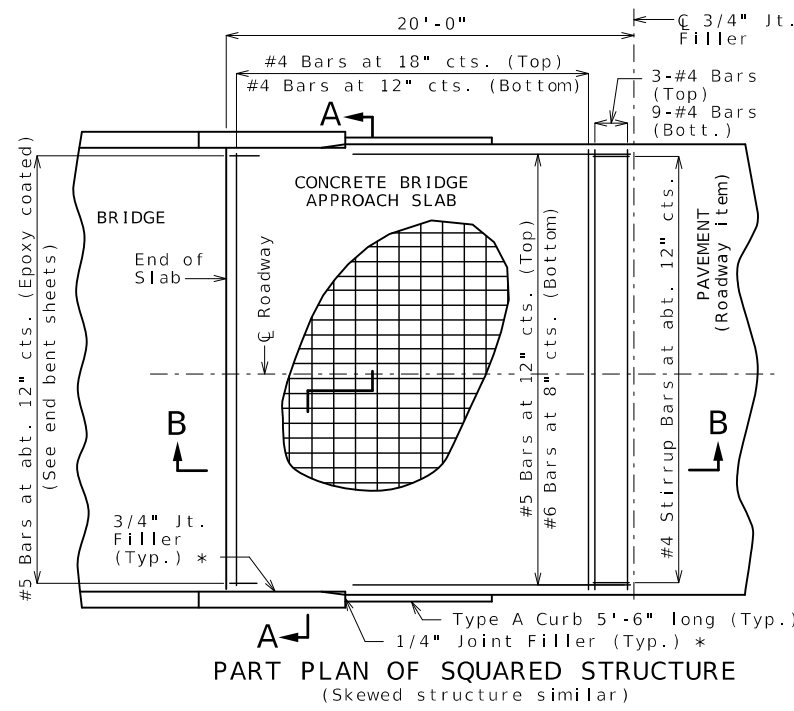 20'-0"
℄ 3/4" Jt.
Filler
#4 Bars at 18" cts. (Top)
#4 Bars at 12" cts. (Bottom)
3-#4 Bars
(Top)
9-#4 Bars
(Bott.)
A
CONCRETE BRIDGE
APPROACH SLAB
BRIDGE
End of
Slab
℄ Roadway
#5 Bars at abt. 12" cts. (Epoxy coated)
(See end bent sheets)
#5 Bars at 12" cts. (Top)
#6 Bars at 8" cts. (Bottom)
#4 Stirrup Bars at abt. 12" cts.
PAVEMENT
(Roadway item)
B
B
3/4" Jt.
Filler
(Typ.) *
A
Type A Curb 5'-6" long (Typ.)
1/4" Joint Filler (Typ.) *
PART PLAN OF SQUARED STRUCTURE
(Skewed structure similar)